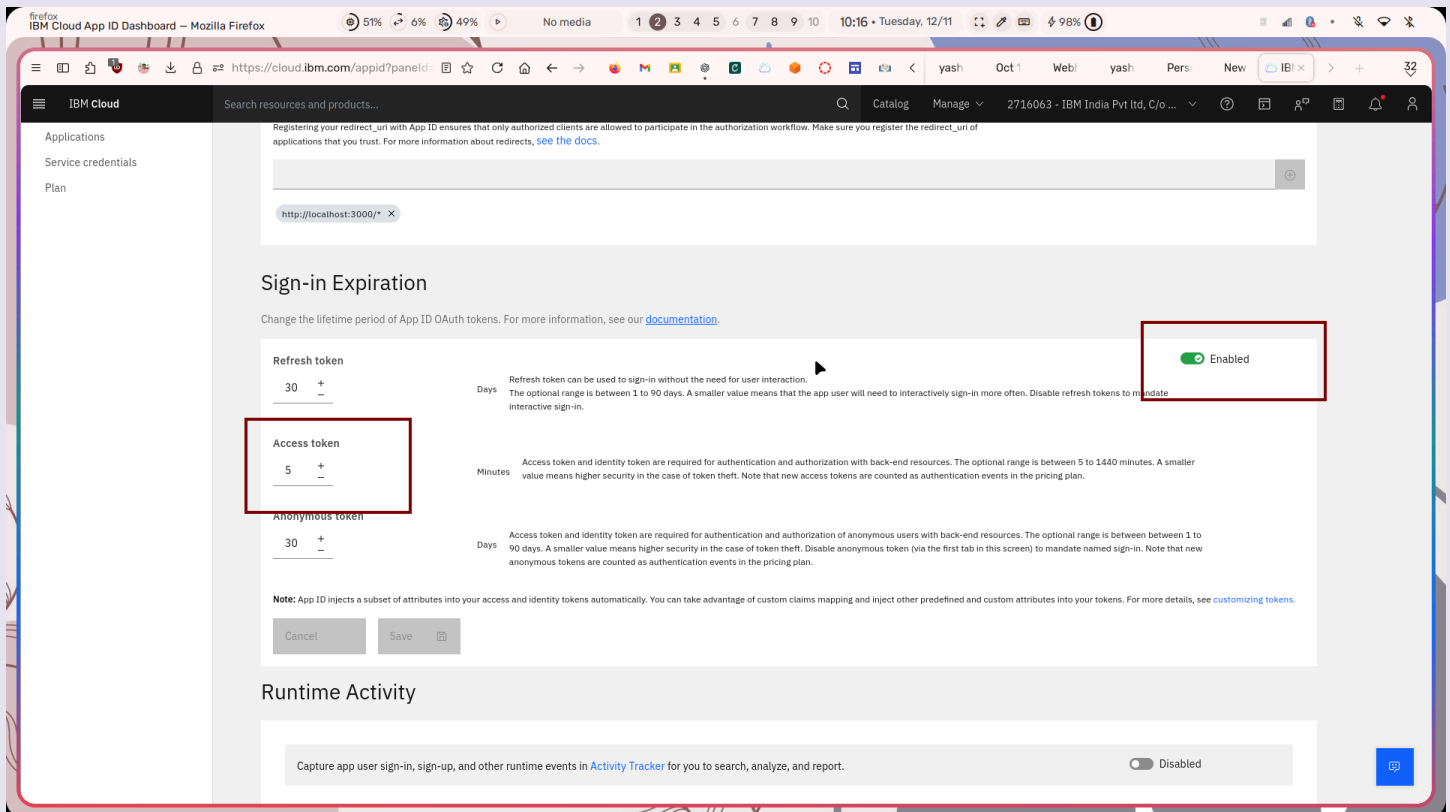 firefox
IBM Cloud App ID Dashboard — Mozilla Firefox
51% 6% 49% No media 1 2 3 4 5 6 7 8 9 10 10:16 • Tuesday, 12/11 98%
https://cloud.ibm.com/appid?panelId= yash Oct 1 Web! yash Pers New IBM 32
IBM Cloud Search resources and products... Catalog Manage 2716063 - IBM India Pvt ltd, C/o ...
Applications
Service credentials
Plan
Registering your redirect_uri with App ID ensures that only authorized clients are allowed to participate in the authorization workflow. Make sure you register the redirect_uri of
applications that you trust. For more information about redirects, see the docs.
http://localhost:3000/*
Sign-in Expiration
Change the lifetime period of App ID OAuth tokens. For more information, see our documentation.
Refresh token
30
Days
Refresh token can be used to sign-in without the need for user interaction.
The optional range is between 1 to 90 days. A smaller value means that the app user will need to interactively sign-in more often. Disable refresh tokens to mandate
interactive sign-in.
Enabled
Access token
5
Minutes
Access token and identity token are required for authentication and authorization with back-end resources. The optional range is between 5 to 1440 minutes. A smaller
value means higher security in the case of token theft. Note that new access tokens are counted as authentication events in the pricing plan.
Anonymous token
30
Days
Access token and identity token are required for authentication and authorization of anonymous users with back-end resources. The optional range is between between 1 to
90 days. A smaller value means higher security in the case of token theft. Disable anonymous token (via the first tab in this screen) to mandate named sign-in. Note that new
anonymous tokens are counted as authentication events in the pricing plan.
Note: App ID injects a subset of attributes into your access and identity tokens automatically. You can take advantage of custom claims mapping and inject other predefined and custom attributes into your tokens. For more details, see customizing tokens.
Cancel Save
Runtime Activity
Capture app user sign-in, sign-up, and other runtime events in Activity Tracker for you to search, analyze, and report.
Disabled